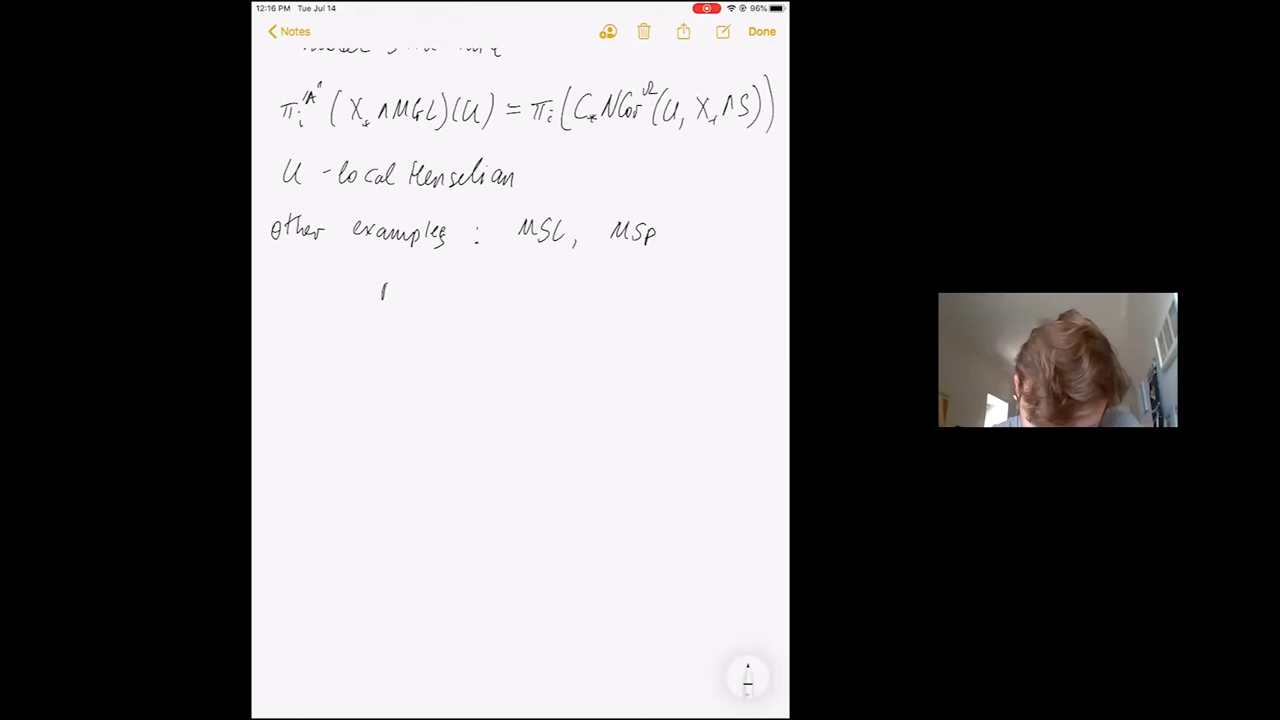 12:16 PM Tue Jul 14
96%
Notes
Done
π_i^{𝔸^1}(X_+ ∧ MGL)(U) = π_i(C_* NCor^Ω(U, X_+ ∧ S))
U - local Henselian
Other examples : MSL, MSp